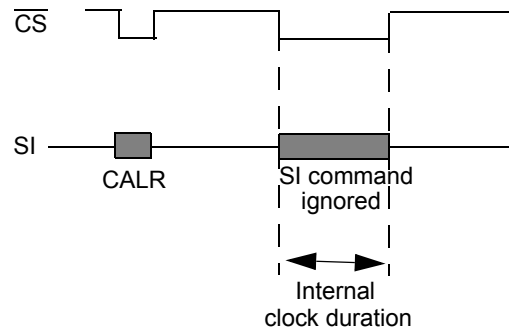 CS
SI
CALR
SI command
ignored
Internal
clock duration